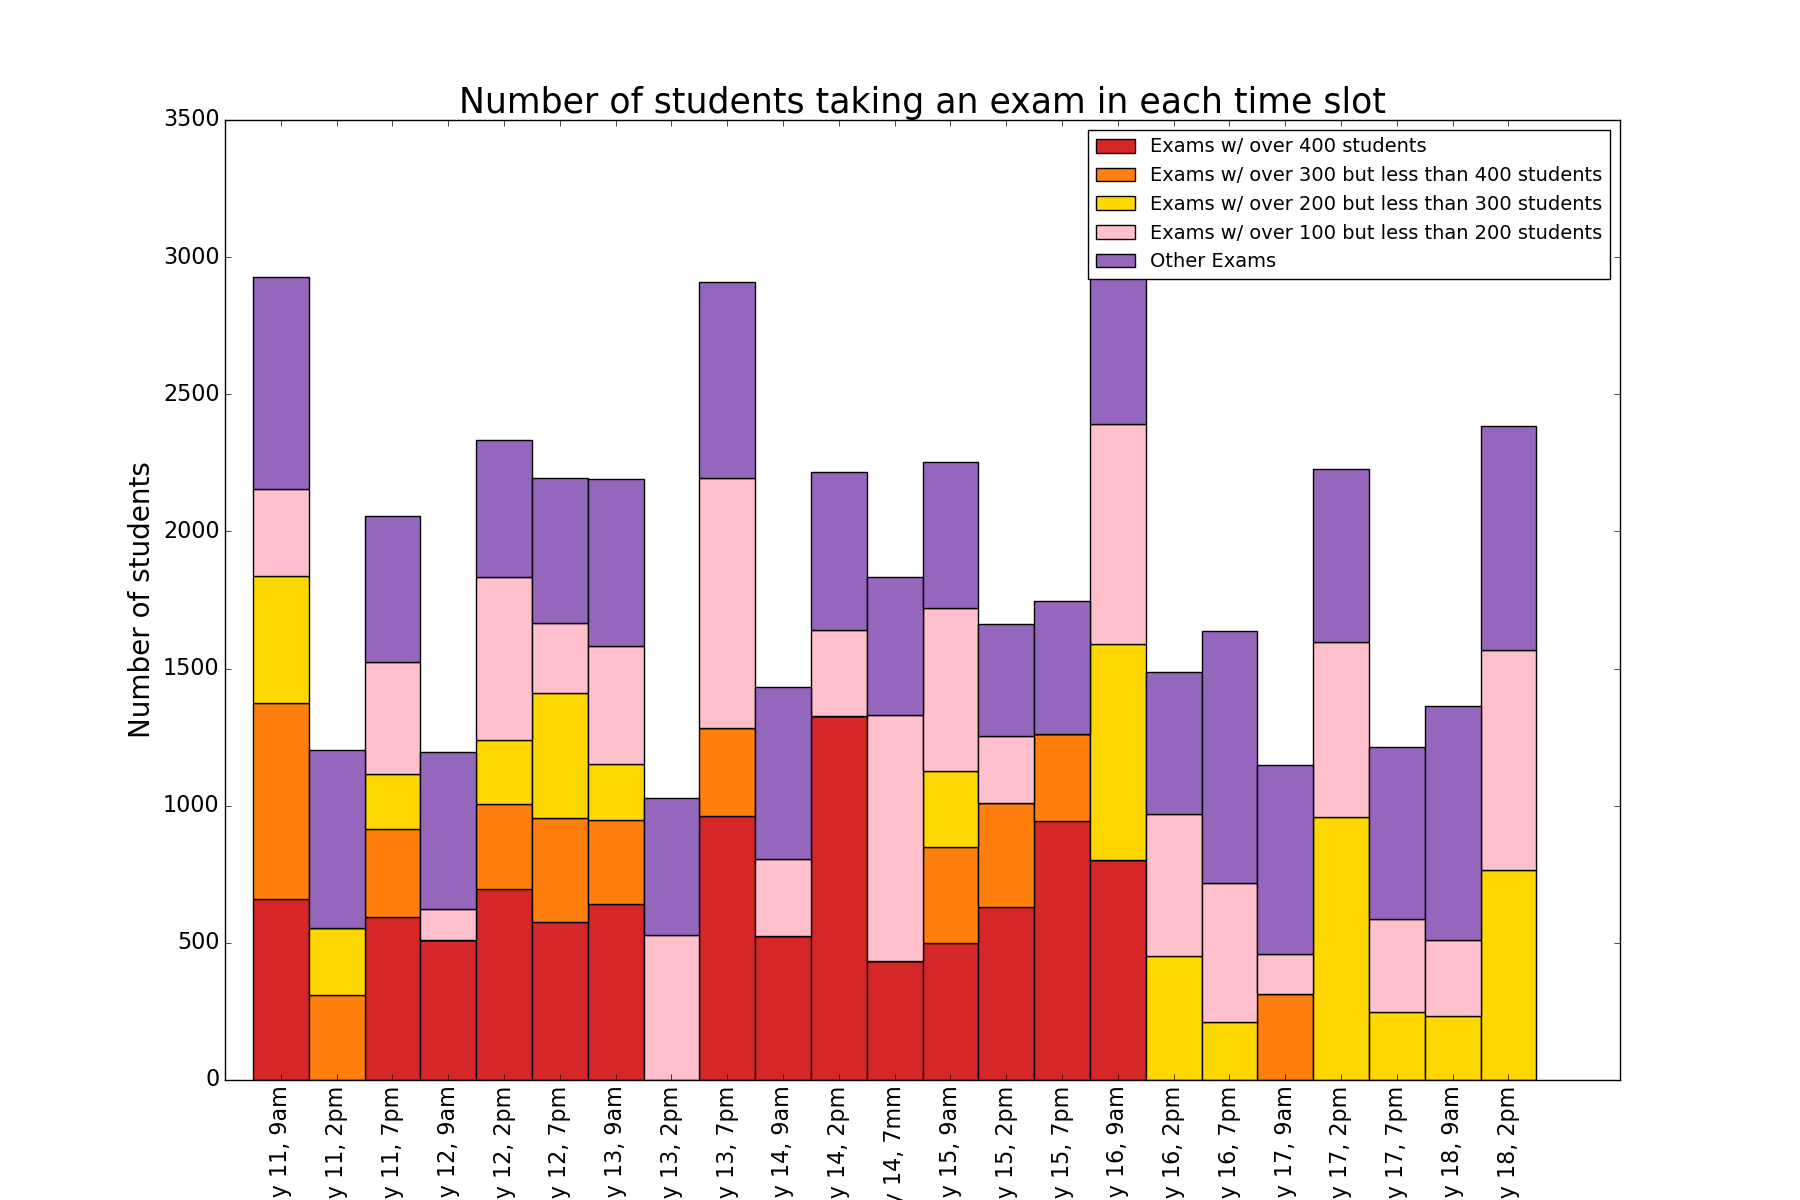 Number of students taking an exam in each time slot
Exams w/ over 400 students
Exams w/ over 300 but less than 400 students
Exams w/ over 200 but less than 300 students
Exams w/ over 100 but less than 200 students
Other Exams
Number of students
3500
3000
2500
2000
1500
1000
500
0
y 11, 9am
y 11, 2pm
y 11, 7pm
y 12, 9am
y 12, 2pm
y 12, 7pm
y 13, 9am
y 13, 2pm
y 13, 7pm
y 14, 9am
y 14, 2pm
y 14, 7mm
y 15, 9am
y 15, 2pm
y 15, 7pm
y 16, 9am
y 16, 2pm
y 16, 7pm
y 17, 9am
y 17, 2pm
y 17, 7pm
y 18, 9am
y 18, 2pm